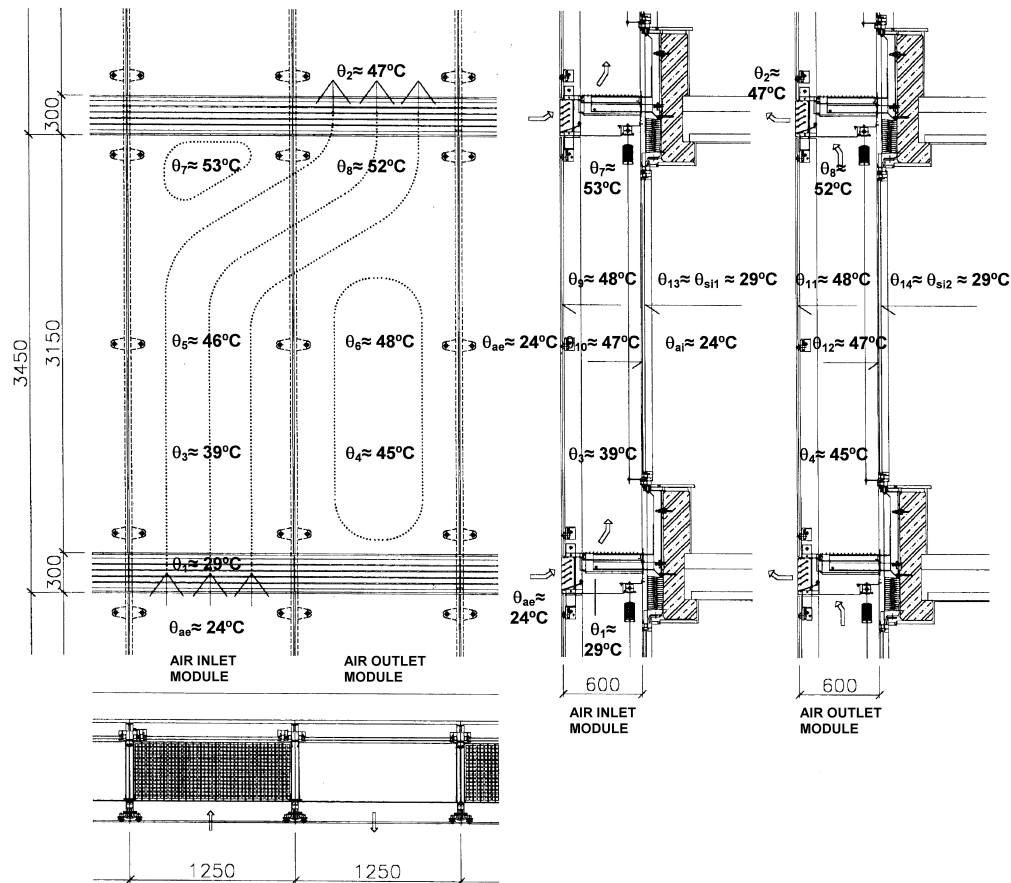 θ2≈ 47ºC
300
θ7≈ 53ºC
θ8≈ 52ºC
3450
3150
θ5≈ 46ºC
θ6≈ 48ºC
θ3≈ 39ºC
θ4≈ 45ºC
300
θ1≈ 29ºC
θae≈ 24ºC
AIR INLET
MODULE
AIR OUTLET
MODULE
1250
1250
θ7≈
53ºC
θ9≈ 48ºC
θ13≈ θsi1 ≈ 29ºC
θae≈ 24ºC
θ10≈ 47ºC
θai≈ 24ºC
θ3≈ 39ºC
θae≈
24ºC
θ1≈
29ºC
600
AIR INLET
MODULE
θ2≈
47ºC
θ8≈
52ºC
θ11≈ 48ºC
θ14≈ θsi2 ≈ 29ºC
θ12≈ 47ºC
θ4≈ 45ºC
600
AIR OUTLET
MODULE